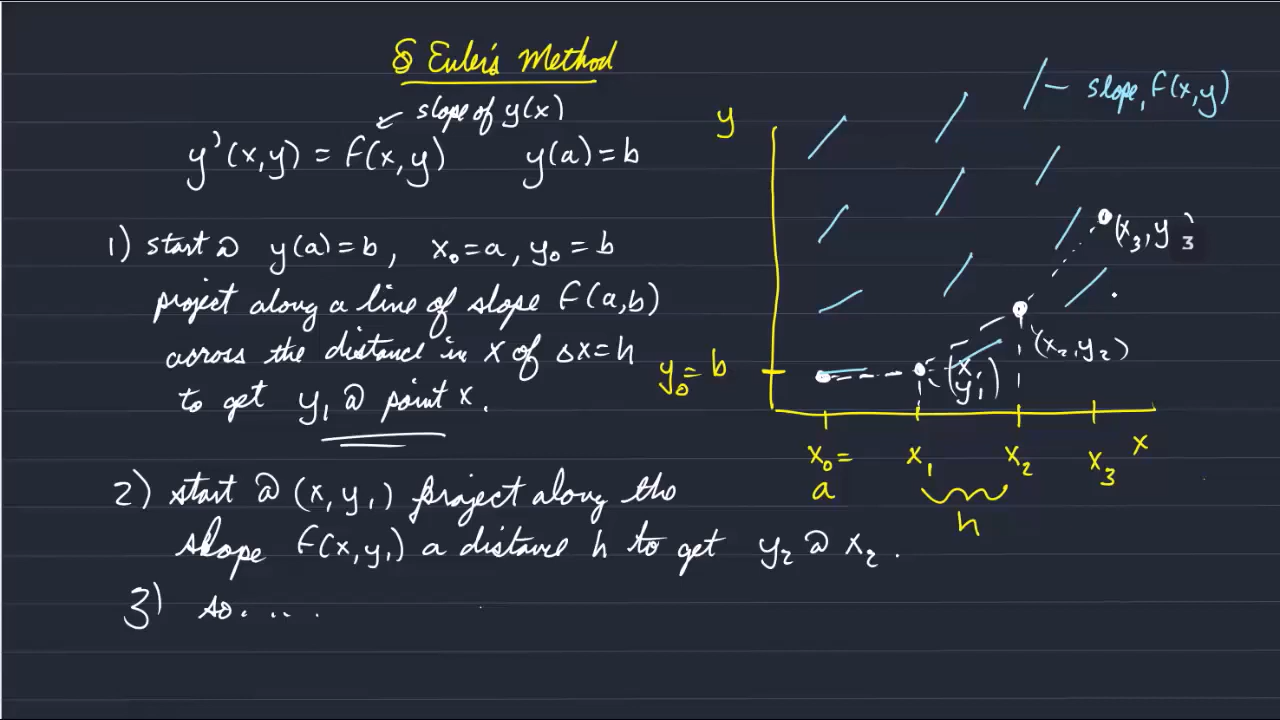 § Euler's Method
slope of y(x)
y'(x,y) = f(x,y) y(a) = b
1) start @ y(a) = b, x₀ = a, y₀ = b
project along a line of slope f(a,b)
across the distance in x of Δx = h
to get y₁ @ point x.
2) start @ (x, y₁) project along the
slope f(x,y₁) a distance h to get y₂ @ x₂.
3) so. ...
slope, f(x,y)
y
(x₃, y₃)
(x₂, y₂)
(x,
y₁)
y₀ = b
x₀ = x₁ x₂ x₃ x
a
h